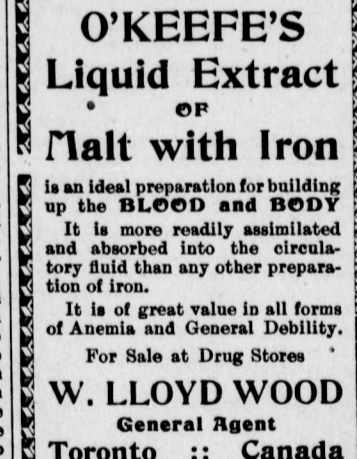 O'KEEFE'S
Liquid Extract
OF
Malt with Iron
is an ideal preparation for building
up the BLOOD and BODY
It is more readily assimilated
and absorbed into the circula-
tory fluid than any other prepara-
tion of iron.
It is of great value in all forms
of Anemia and General Debility.
For Sale at Drug Stores
W. LLOYD WOOD
General Agent
Toronto :: Canada